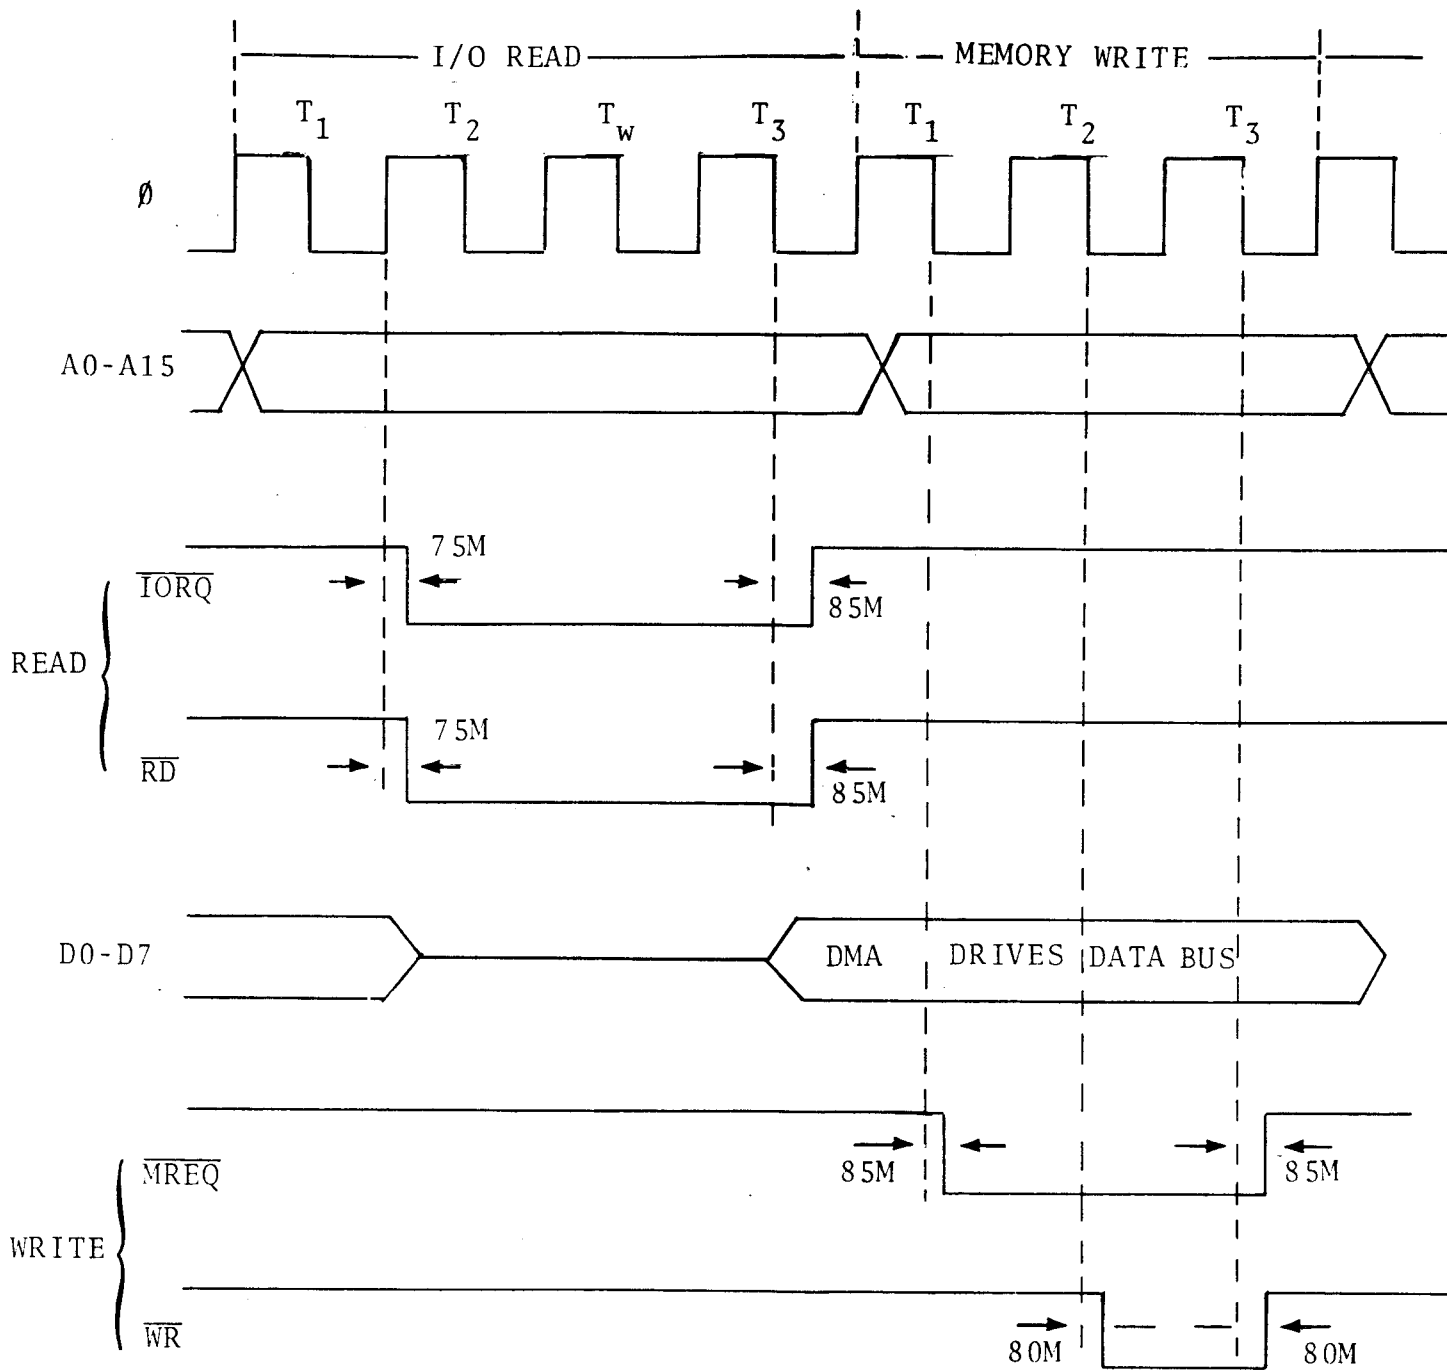 I/O READ MEMORY WRITE
T1 T2 Tw T3 T1 T2 T3
Ø
A0-A15
75M
IORQ
85M
READ
75M
RD
85M
D0-D7 DMA DRIVES DATA BUS
MREQ 85M 85M
WRITE
WR 80M 80M